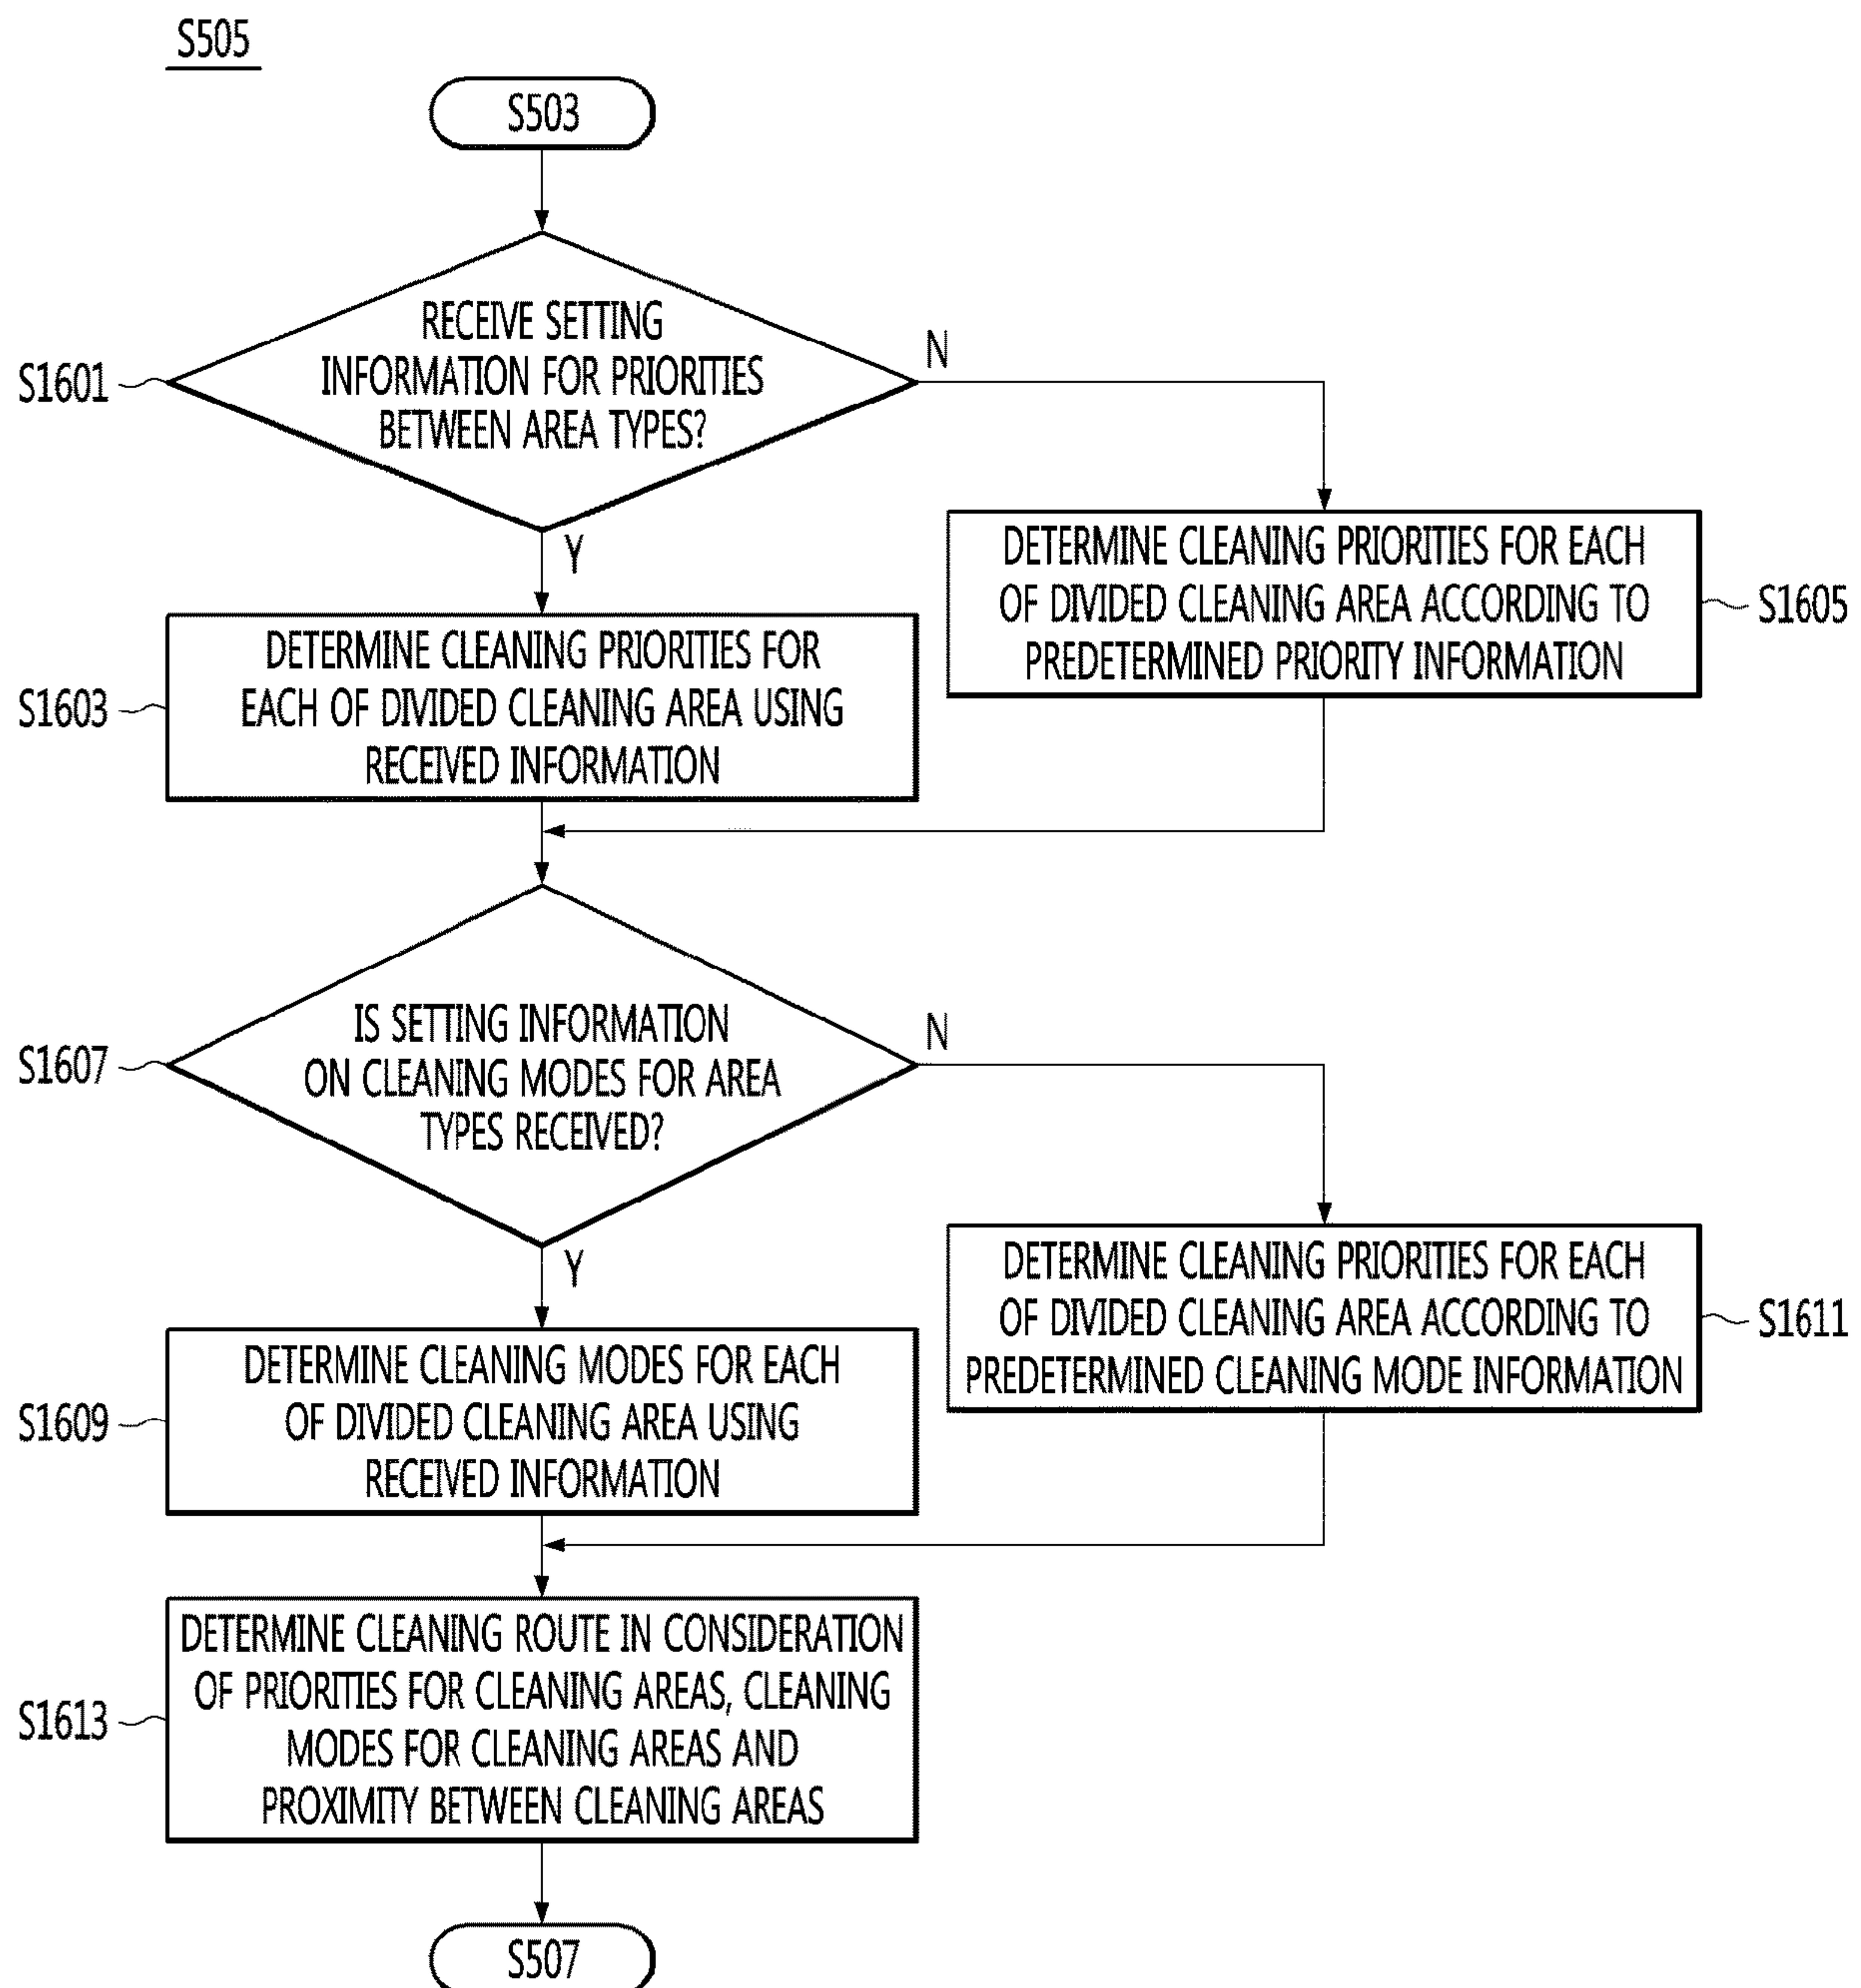 S505
S503
RECEIVE SETTING
INFORMATION FOR PRIORITIES
BETWEEN AREA TYPES?
S1601
N
Y
DETERMINE CLEANING PRIORITIES FOR EACH
OF DIVIDED CLEANING AREA ACCORDING TO
PREDETERMINED PRIORITY INFORMATION
S1605
DETERMINE CLEANING PRIORITIES FOR
EACH OF DIVIDED CLEANING AREA USING
RECEIVED INFORMATION
S1603
IS SETTING INFORMATION
ON CLEANING MODES FOR AREA
TYPES RECEIVED?
S1607
N
Y
DETERMINE CLEANING PRIORITIES FOR EACH
OF DIVIDED CLEANING AREA ACCORDING TO
PREDETERMINED CLEANING MODE INFORMATION
S1611
DETERMINE CLEANING MODES FOR EACH
OF DIVIDED CLEANING AREA USING
RECEIVED INFORMATION
S1609
DETERMINE CLEANING ROUTE IN CONSIDERATION
OF PRIORITIES FOR CLEANING AREAS, CLEANING
MODES FOR CLEANING AREAS AND
PROXIMITY BETWEEN CLEANING AREAS
S1613
S507